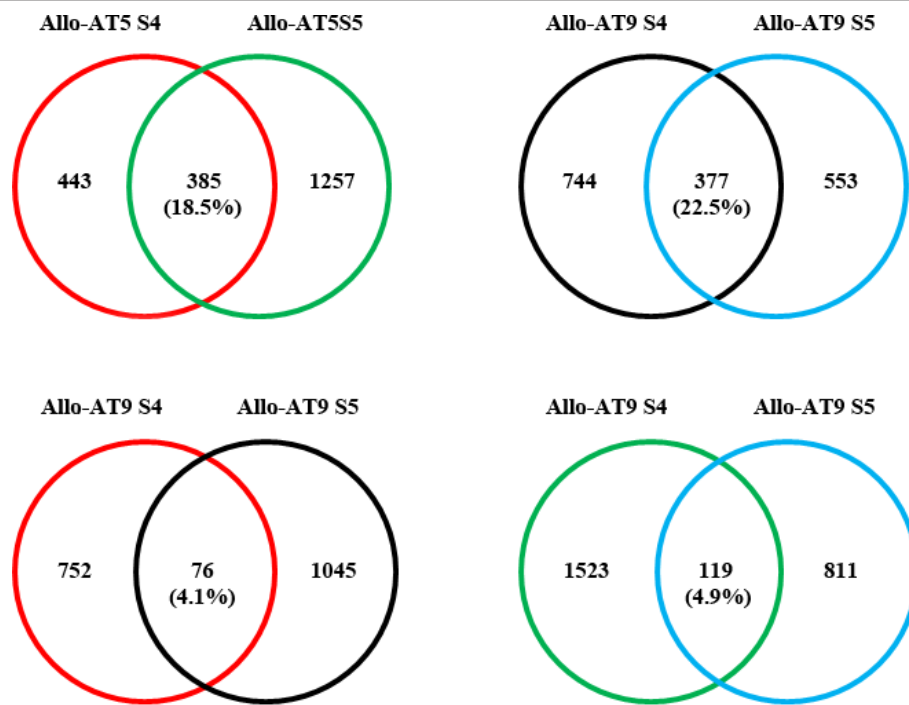 Allo-AT5 S4 Allo-AT5S5 Allo-AT9 S4 Allo-AT9 S5
443 385 1257 744 377 553
(18.5%) (22.5%)
Allo-AT9 S4 Allo-AT9 S5 Allo-AT9 S4 Allo-AT9 S5
752 76 1045 1523 119 811
(4.1%) (4.9%)